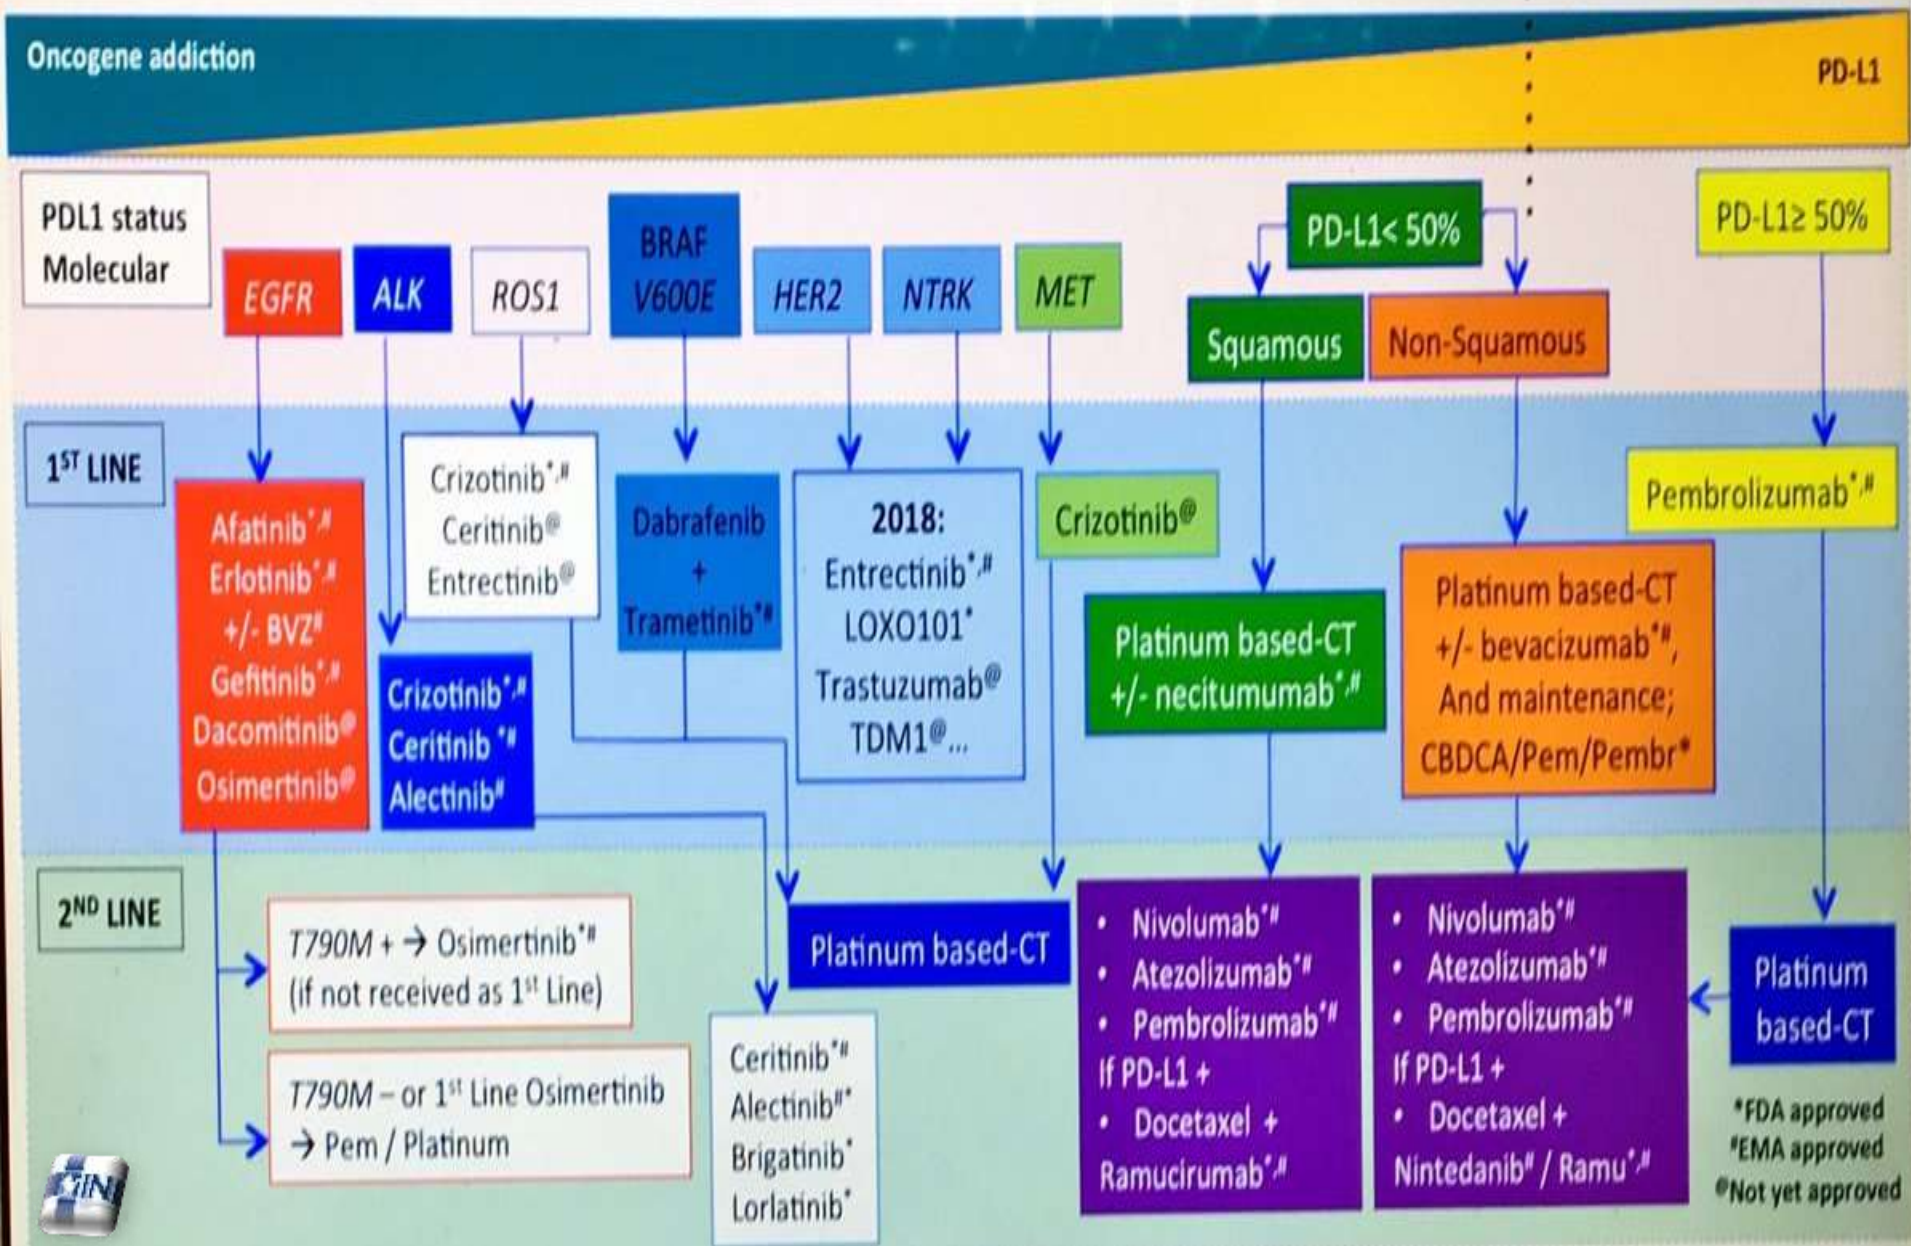 Oncogene addiction
PD-L1
PDL1 status
Molecular
EGFR
ALK
ROS1
BRAF
V600E
HER2
NTRK
MET
PD-L1< 50%
Squamous
Non-Squamous
PD-L1≥ 50%
1ST LINE
Afatinib*,#
Erlotinib*,#
+/- BVZ#
Gefitinib*,#
Dacomitinib@
Osimertinib@
Crizotinib*,#
Ceritinib *#
Alectinib#
Crizotinib*,#
Ceritinib@
Entrectinib@
Dabrafenib
+
Trametinib*#
2018:
Entrectinib*,#
LOXO101*
Trastuzumab@
TDM1@...
Crizotinib@
Platinum based-CT
+/- necitumumab*,#
Platinum based-CT
+/- bevacizumab*#,
And maintenance;
CBDCA/Pem/Pembr*
Pembrolizumab*,#
2ND LINE
T790M + → Osimertinib*#
(if not received as 1st Line)
T790M – or 1st Line Osimertinib
→ Pem / Platinum
Ceritinib*#
Alectinib#*
Brigatinib*
Lorlatinib*
Platinum based-CT
• Nivolumab*#
• Atezolizumab*#
• Pembrolizumab*#
If PD-L1 +
• Docetaxel +
Ramucirumab*,#
• Nivolumab*#
• Atezolizumab*#
• Pembrolizumab*#
If PD-L1 +
• Docetaxel +
Nintedanib# / Ramu*,#
Platinum
based-CT
*FDA approved
#EMA approved
@Not yet approved